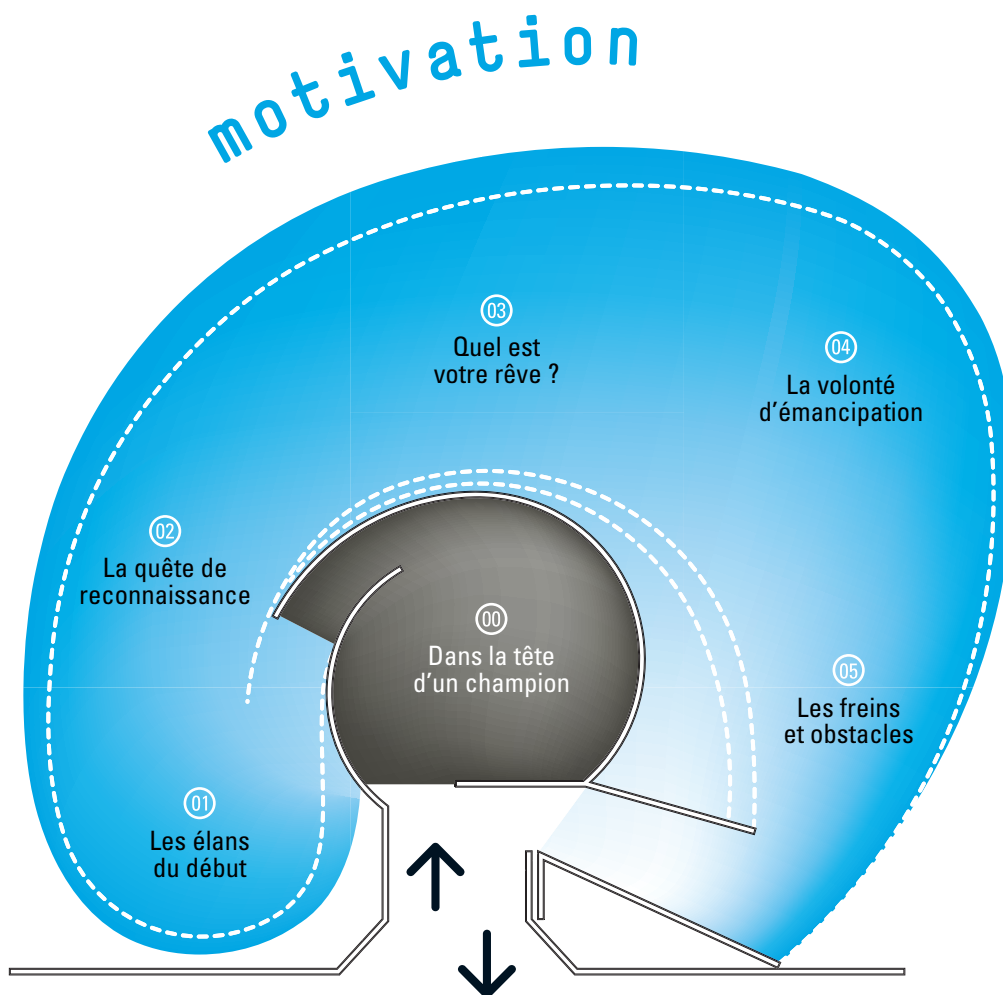 motivation
00
Dans la tête
d'un champion
01
Les élans
du début
02
La quête de
reconnaissance
03
Quel est
votre rêve ?
04
La volonté
d'émancipation
05
Les freins
et obstacles